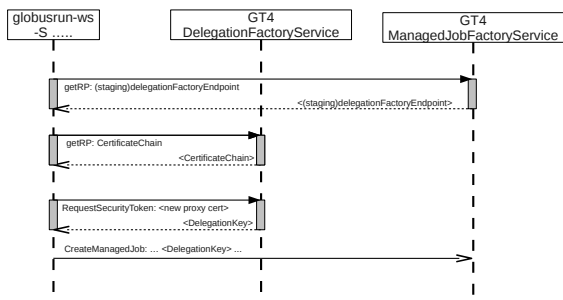 globusrun-ws
-S .....
GT4
DelegationFactoryService
GT4
ManagedJobFactoryService
getRP: (staging)delegationFactoryEndpoint
<(staging)delegationFactoryEndpoint>
getRP: CertificateChain
<CertificateChain>
RequestSecurityToken: <new proxy cert>
<DelegationKey>
CreateManagedJob: ... <DelegationKey> ...